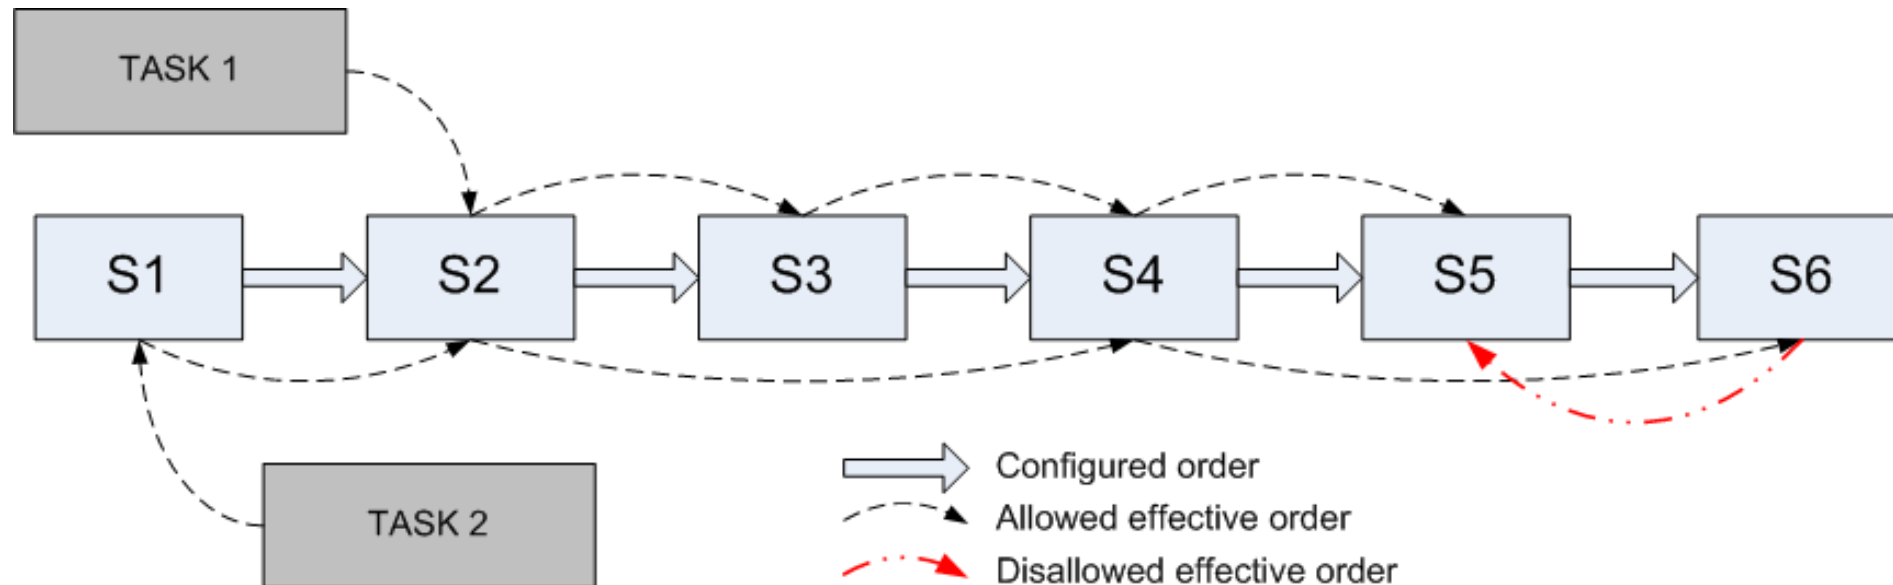 TASK 1
S1
S2
S3
S4
S5
S6
TASK 2
Configured order
Allowed effective order
Disallowed effective order